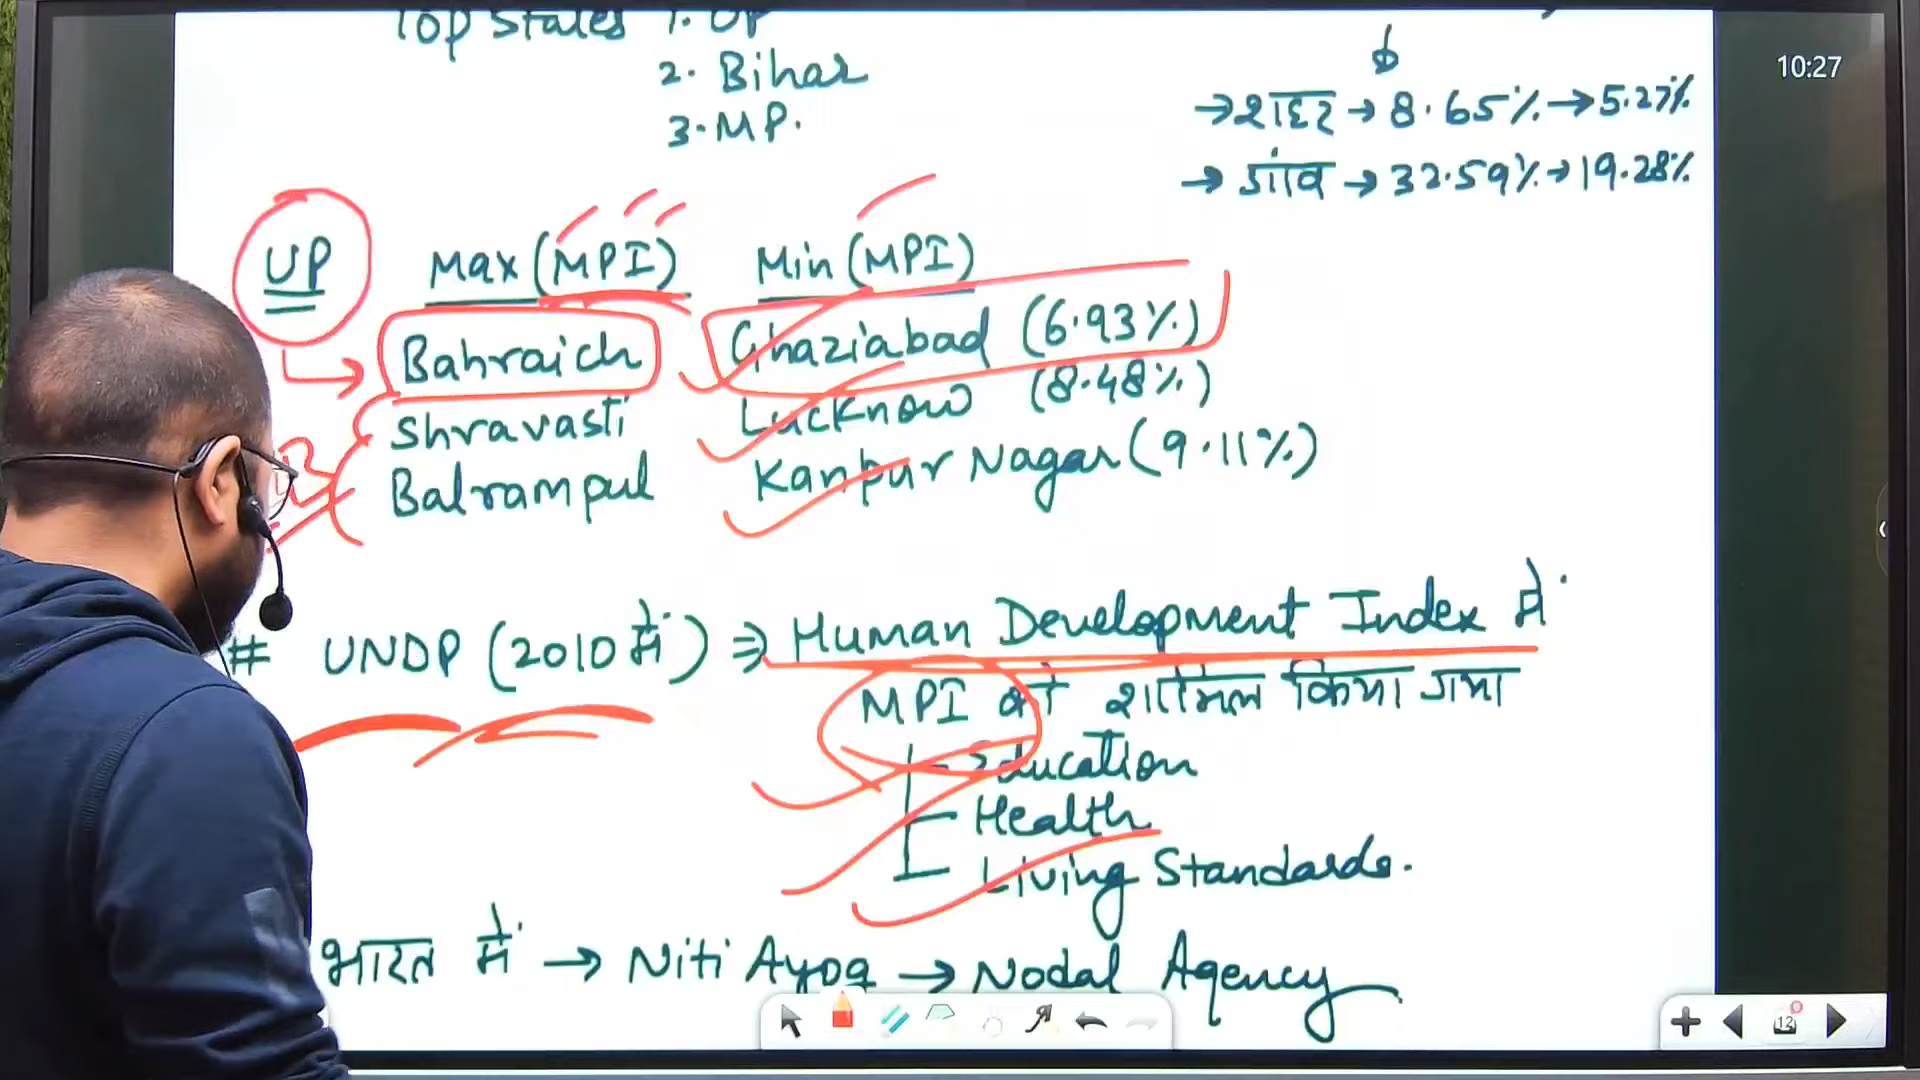 Top States 1. UP
2. Bihar
3. MP.
10:27
→ शहर → 8.65% → 5.27%
→ गांव → 32.59% → 19.28%
UP Max (MPI) Min (MPI)
Bahraich Ghaziabad (6.93%)
Shravasti Lucknow (8.48%)
Balrampul Kanpur Nagar (9.11%)
# UNDP (2010 में) ⇒ Human Development Index में
MPI को शामिल किया गया
Education
Health
Living Standards.
भारत में → Niti Ayog → Nodal Agency
12